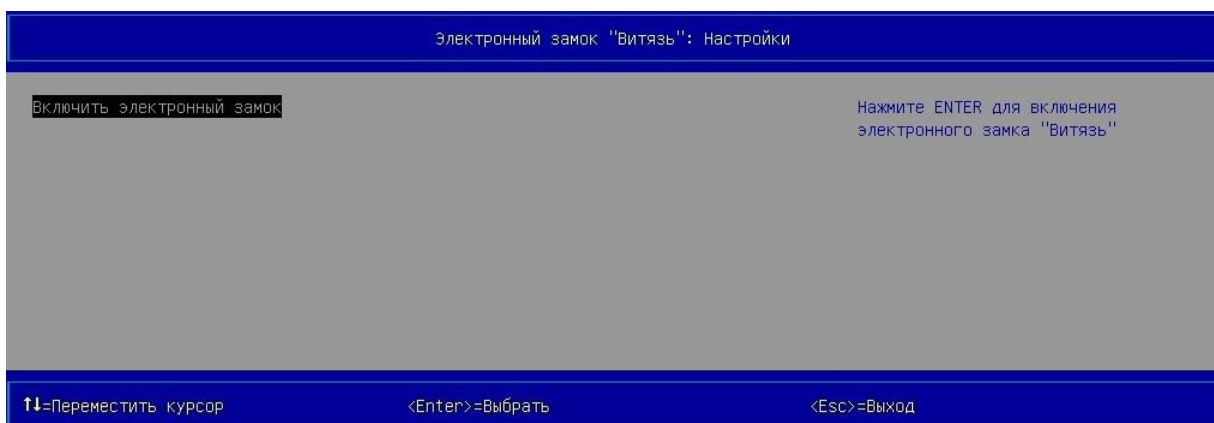 Электронный замок "Витязь": Настройки
Включить электронный замок
Нажмите ENTER для включения
электронного замка "Витязь"
↑↓=Переместить курсор <Enter>=Выбрать <Esc>=Выход